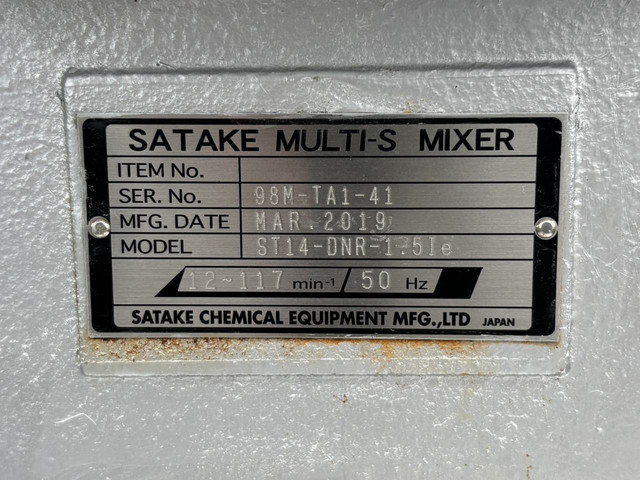 SATAKE MULTI-S MIXER
ITEM No.
SER. No. 98M-TA1-41
MFG. DATE MAR.2019
MODEL ST14-DNR-1.5Ie
12~117 min⁻¹ / 50 Hz
SATAKE CHEMICAL EQUIPMENT MFG.,LTD JAPAN